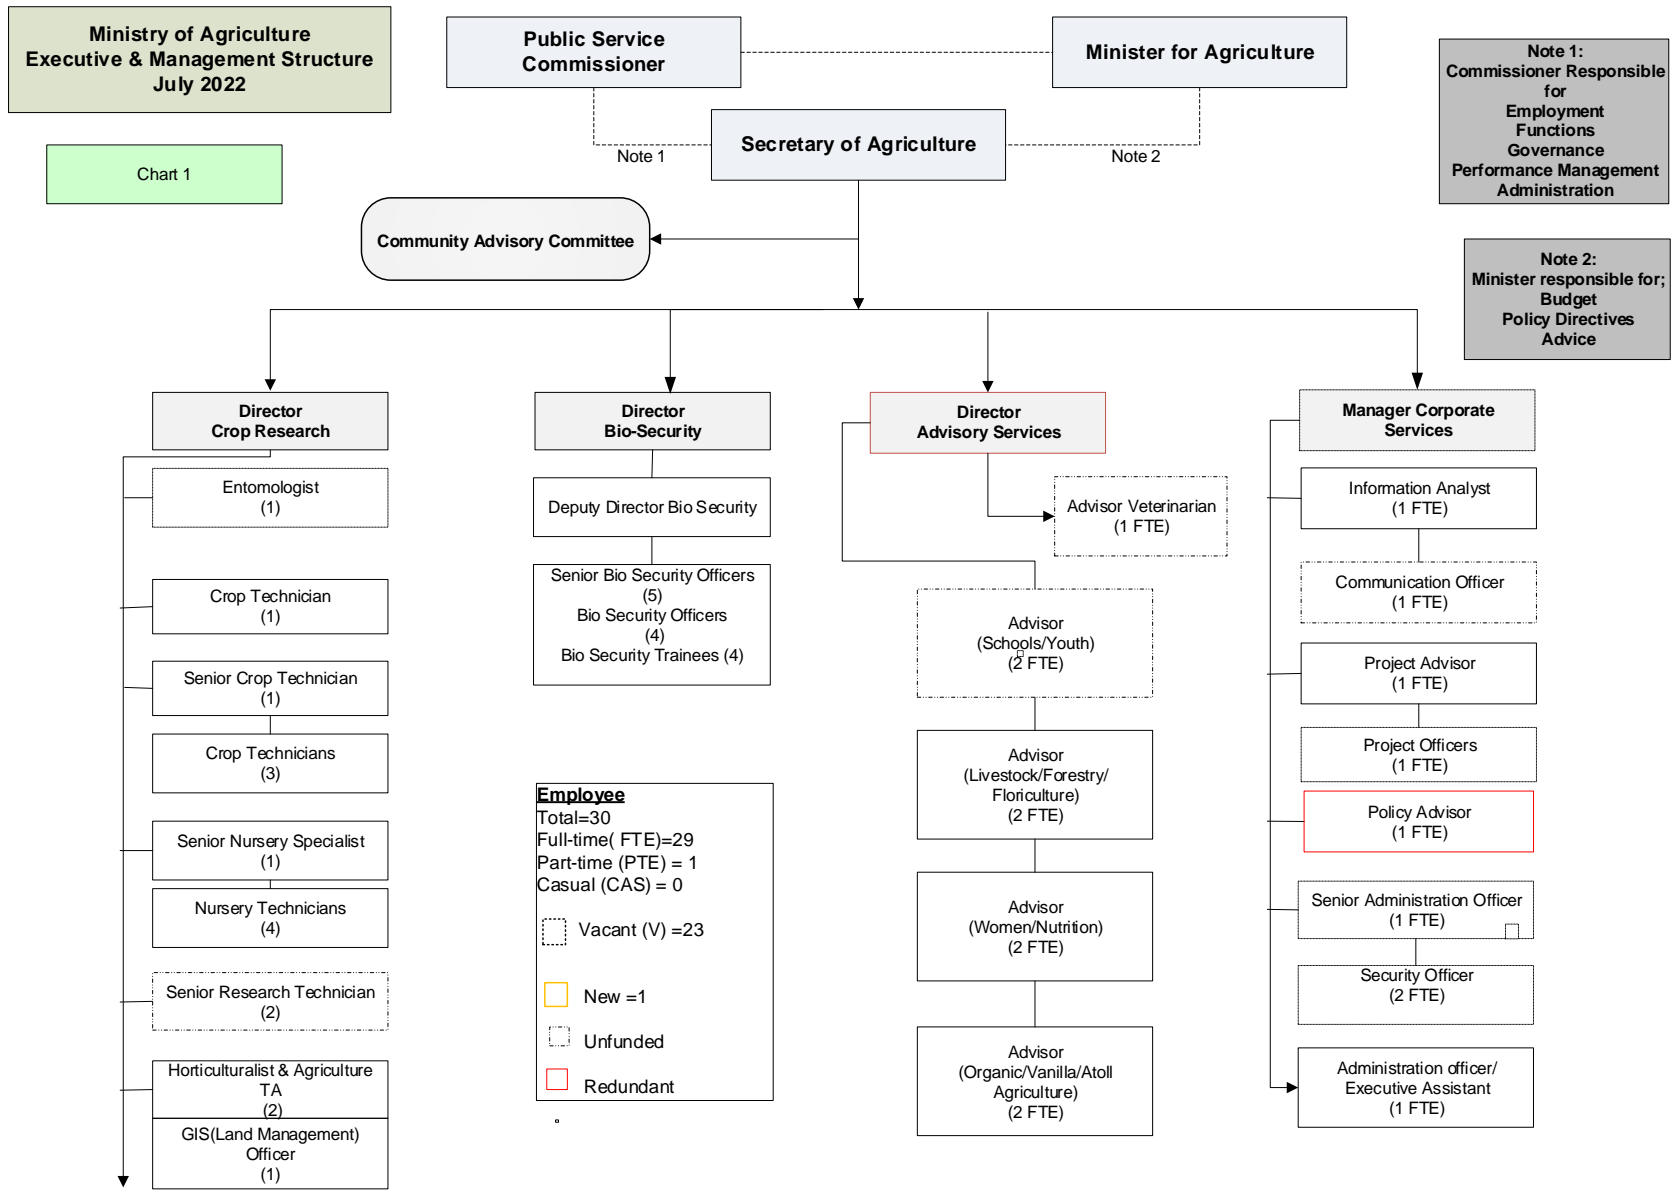 Ministry of Agriculture
Executive & Management Structure
July 2022
Chart 1
Public Service
Commissioner
Minister for Agriculture
Secretary of Agriculture
Note 1
Note 2
Note 1:
Commissioner Responsible
for
Employment
Functions
Governance
Performance Management
Administration
Note 2:
Minister responsible for;
Budget
Policy Directives
Advice
Community Advisory Committee
Director
Crop Research
Entomologist
(1)
Crop Technician
(1)
Senior Crop Technician
(1)
Crop Technicians
(3)
Senior Nursery Specialist
(1)
Nursery Technicians
(4)
Senior Research Technician
(2)
Horticulturalist & Agriculture
TA
(2)
GIS(Land Management)
Officer
(1)
Director
Bio-Security
Deputy Director Bio Security
Senior Bio Security Officers
(5)
Bio Security Officers
(4)
Bio Security Trainees (4)
Employee
Total=30
Full-time( FTE)=29
Part-time (PTE) = 1
Casual (CAS) = 0
Vacant (V) =23
New =1
Unfunded
Redundant
Director
Advisory Services
Advisor Veterinarian
(1 FTE)
Advisor
(Schools/Youth)
(2 FTE)
Advisor
(Livestock/Forestry/
Floriculture)
(2 FTE)
Advisor
(Women/Nutrition)
(2 FTE)
Advisor
(Organic/Vanilla/Atoll
Agriculture)
(2 FTE)
Manager Corporate
Services
Information Analyst
(1 FTE)
Communication Officer
(1 FTE)
Project Advisor
(1 FTE)
Project Officers
(1 FTE)
Policy Advisor
(1 FTE)
Senior Administration Officer
(1 FTE)
Security Officer
(2 FTE)
Administration officer/
Executive Assistant
(1 FTE)